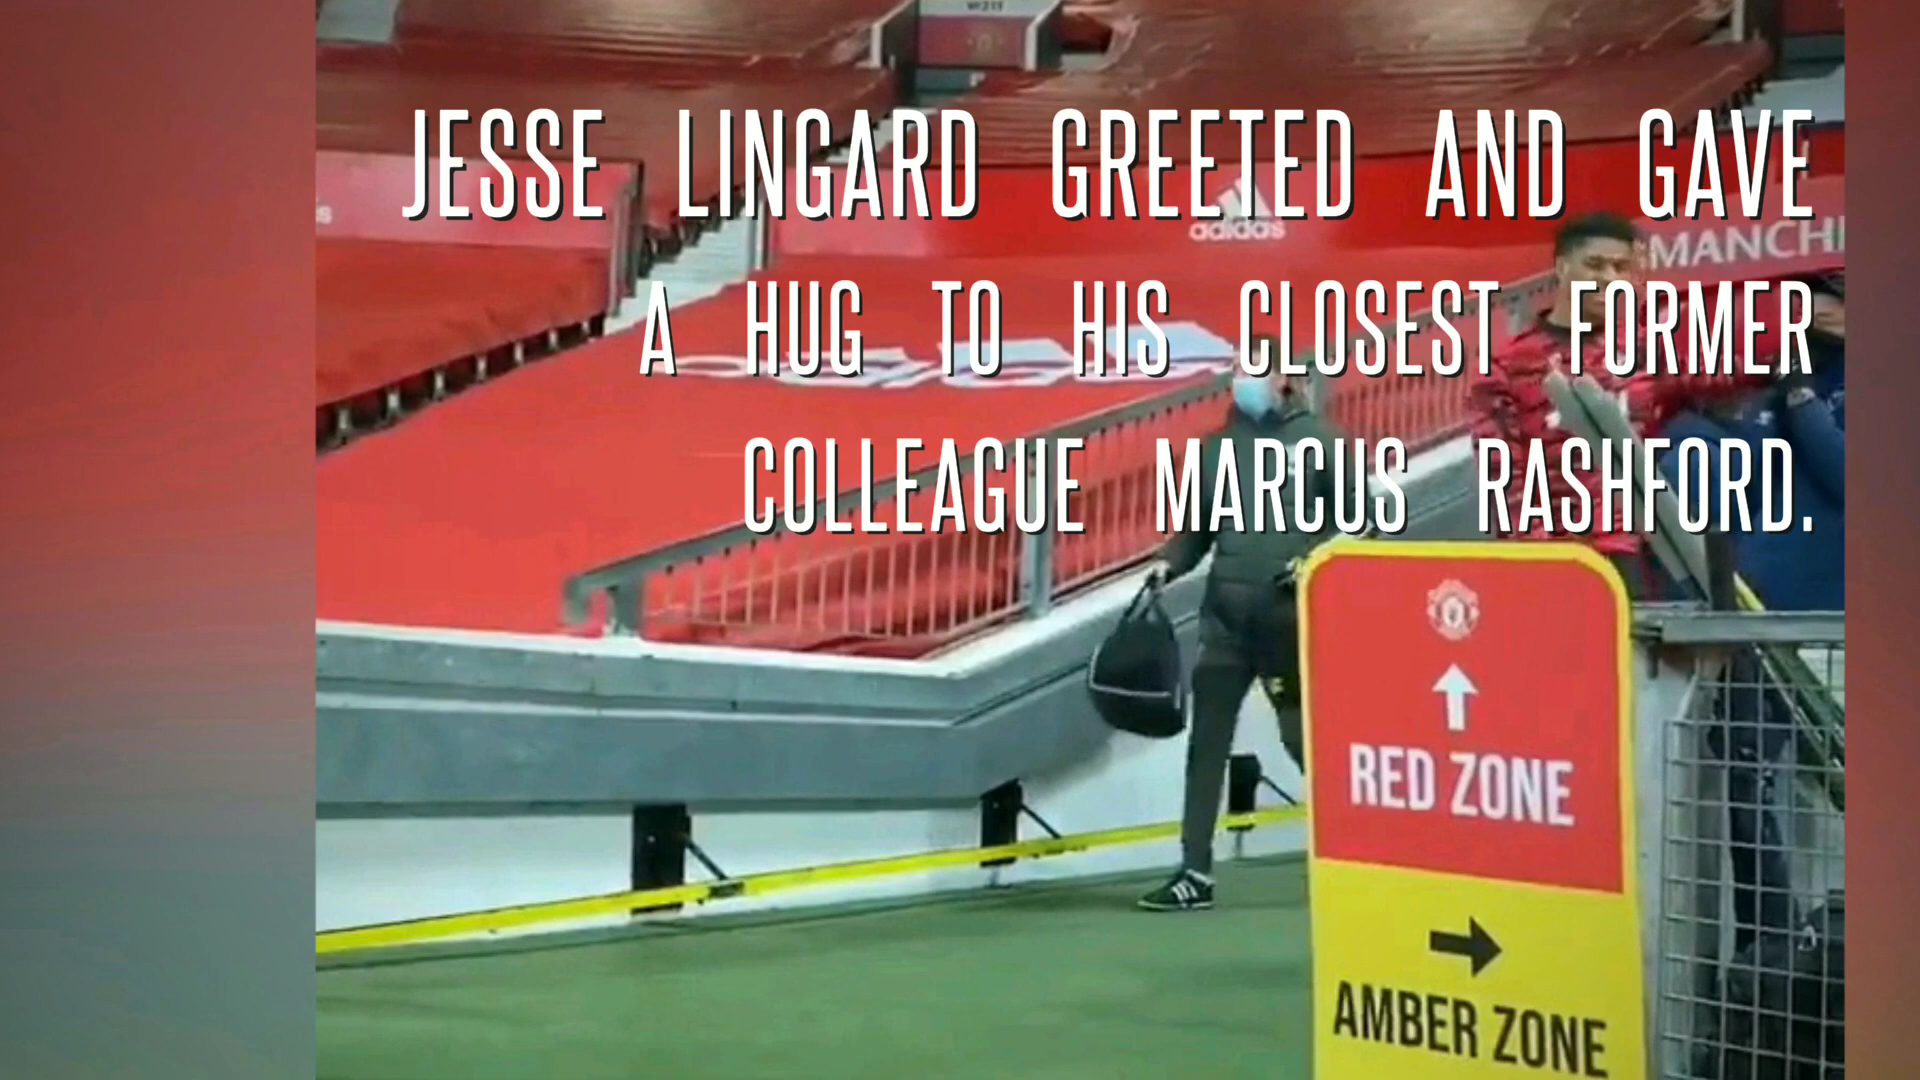 W213
JESSE LINGARD GREETED AND GAVE
adidas
MANCH
A HUG TO HIS CLOSEST FORMER
COLLEAGUE MARCUS RASHFORD.
RED ZONE
AMBER ZONE